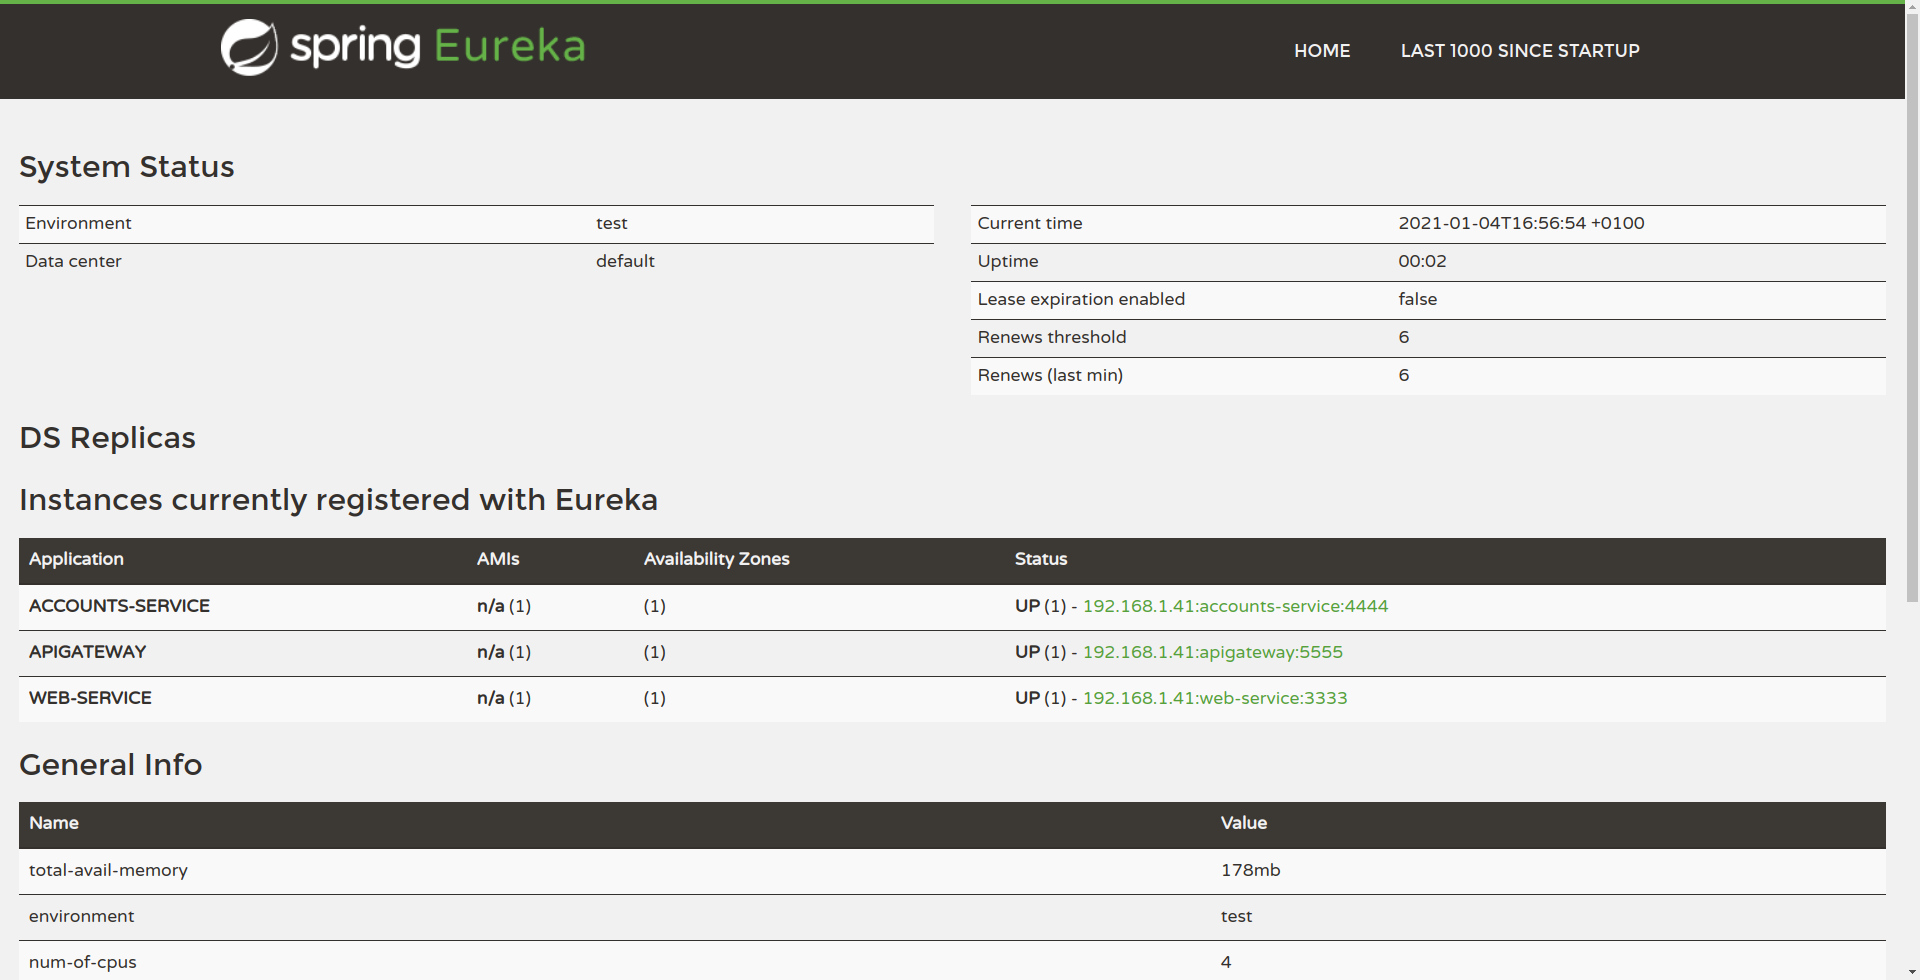 spring Eureka
HOME LAST 1000 SINCE STARTUP
System Status
Environment test
Data center default
Current time 2021-01-04T16:56:54 +0100
Uptime 00:02
Lease expiration enabled false
Renews threshold 6
Renews (last min) 6
DS Replicas
Instances currently registered with Eureka
Application AMIs Availability Zones Status
ACCOUNTS-SERVICE n/a (1) (1) UP (1) - 192.168.1.41:accounts-service:4444
APIGATEWAY n/a (1) (1) UP (1) - 192.168.1.41:apigateway:5555
WEB-SERVICE n/a (1) (1) UP (1) - 192.168.1.41:web-service:3333
General Info
Name Value
total-avail-memory 178mb
environment test
num-of-cpus 4